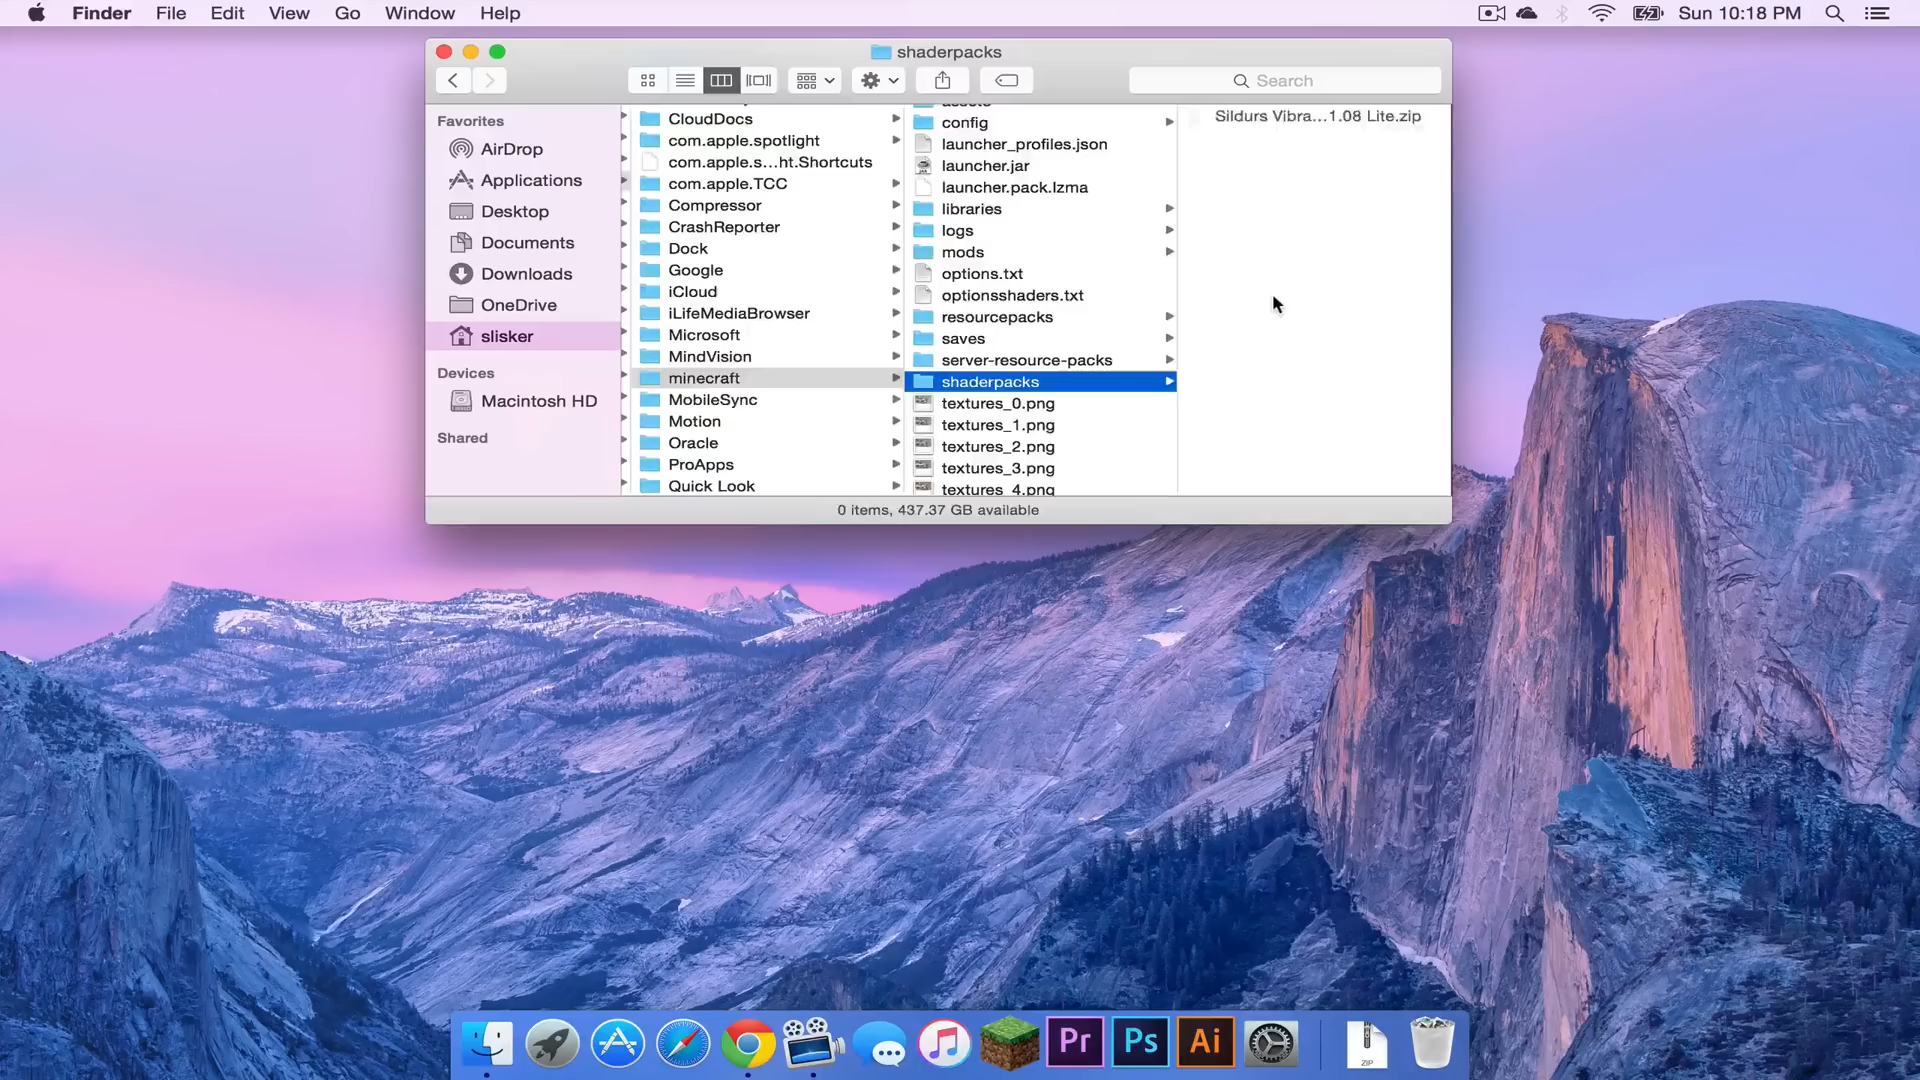 Finder File Edit View Go Window Help Sun 10:18 PM
shaderpacks
Search
Favorites
AirDrop
Applications
Desktop
Documents
Downloads
OneDrive
slisker
Devices
Macintosh HD
Shared
CloudDocs
com.apple.spotlight
com.apple.s...ht.Shortcuts
com.apple.TCC
Compressor
CrashReporter
Dock
Google
iCloud
iLifeMediaBrowser
Microsoft
MindVision
minecraft
MobileSync
Motion
Oracle
ProApps
Quick Look
assets
config
launcher_profiles.json
launcher.jar
launcher.pack.lzma
libraries
logs
mods
options.txt
optionsshaders.txt
resourcepacks
saves
server-resource-packs
shaderpacks
textures_0.png
textures_1.png
textures_2.png
textures_3.png
textures_4.png
Sildurs Vibra...1.08 Lite.zip
0 items, 437.37 GB available
Pr Ps Ai ZIP